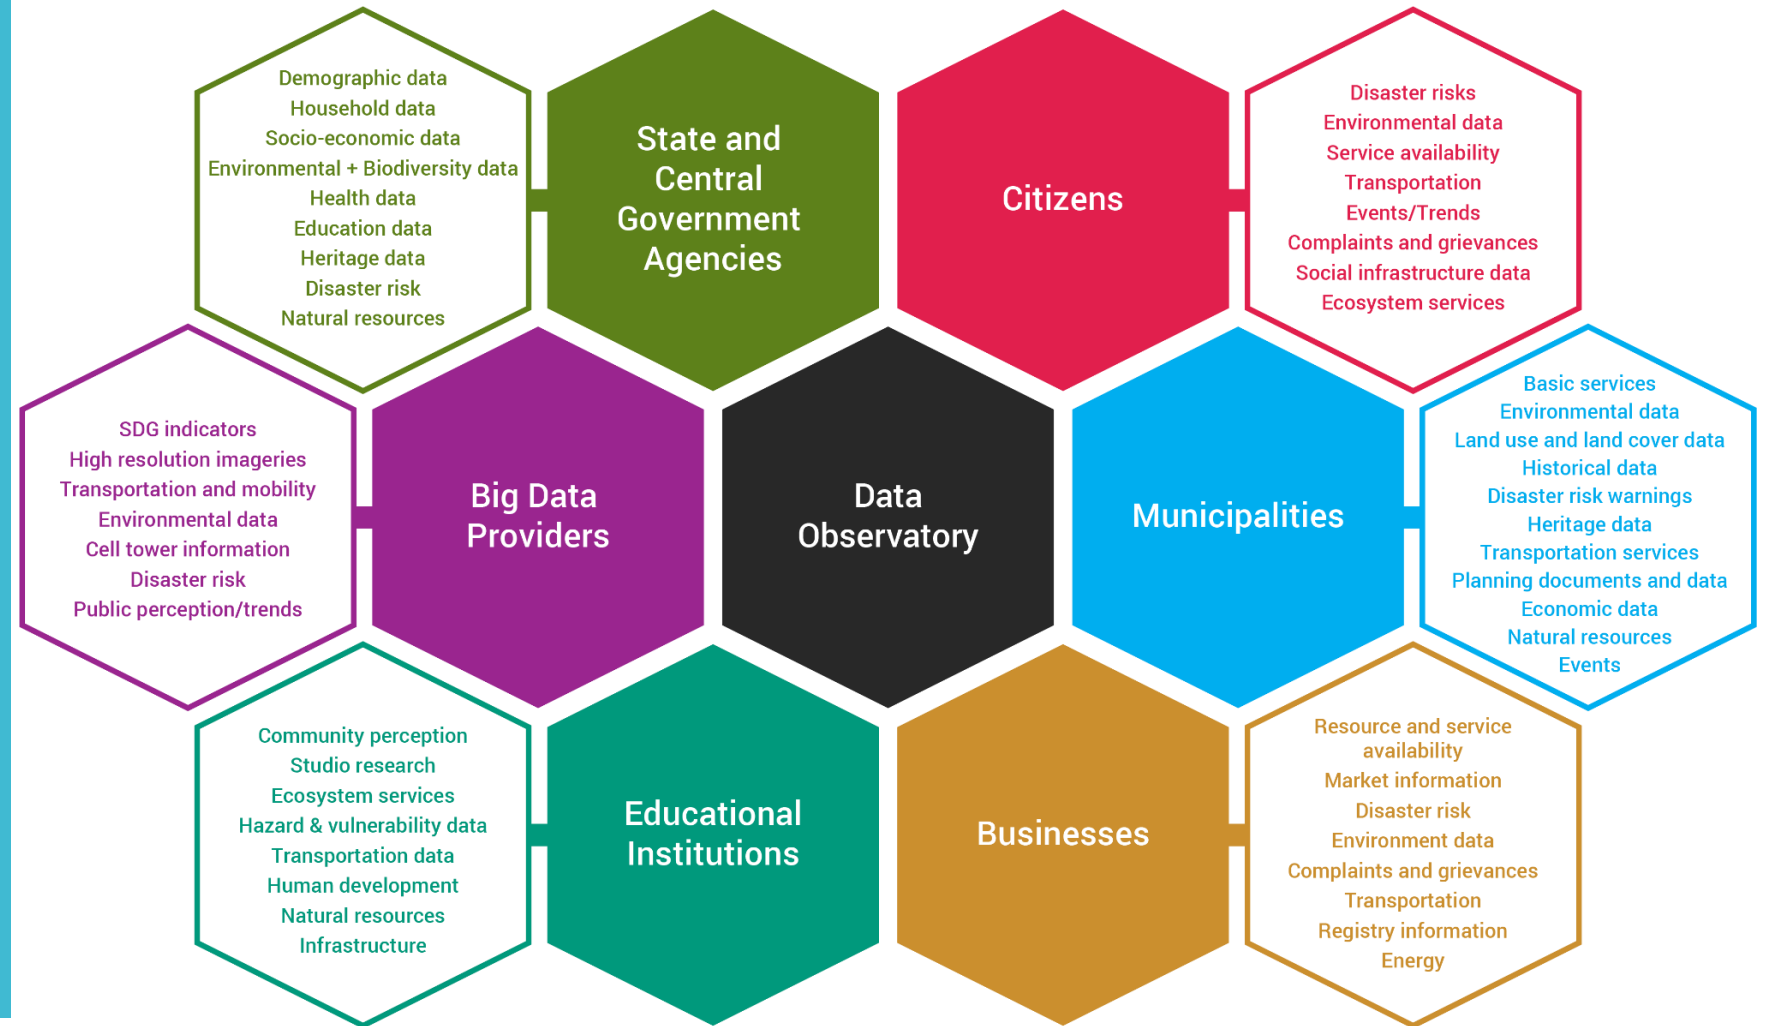 Demographic data
Household data
Socio-economic data
Environmental + Biodiversity data
Health data
Education data
Heritage data
Disaster risk
Natural resources
State and
Central
Government
Agencies
Citizens
Disaster risks
Environmental data
Service availability
Transportation
Events/Trends
Complaints and grievances
Social infrastructure data
Ecosystem services
SDG indicators
High resolution imageries
Transportation and mobility
Environmental data
Cell tower information
Disaster risk
Public perception/trends
Big Data
Providers
Data
Observatory
Municipalities
Basic services
Environmental data
Land use and land cover data
Historical data
Disaster risk warnings
Heritage data
Transportation services
Planning documents and data
Economic data
Natural resources
Events
Community perception
Studio research
Ecosystem services
Hazard & vulnerability data
Transportation data
Human development
Natural resources
Infrastructure
Educational
Institutions
Businesses
Resource and service
availability
Market information
Disaster risk
Environment data
Complaints and grievances
Transportation
Registry information
Energy